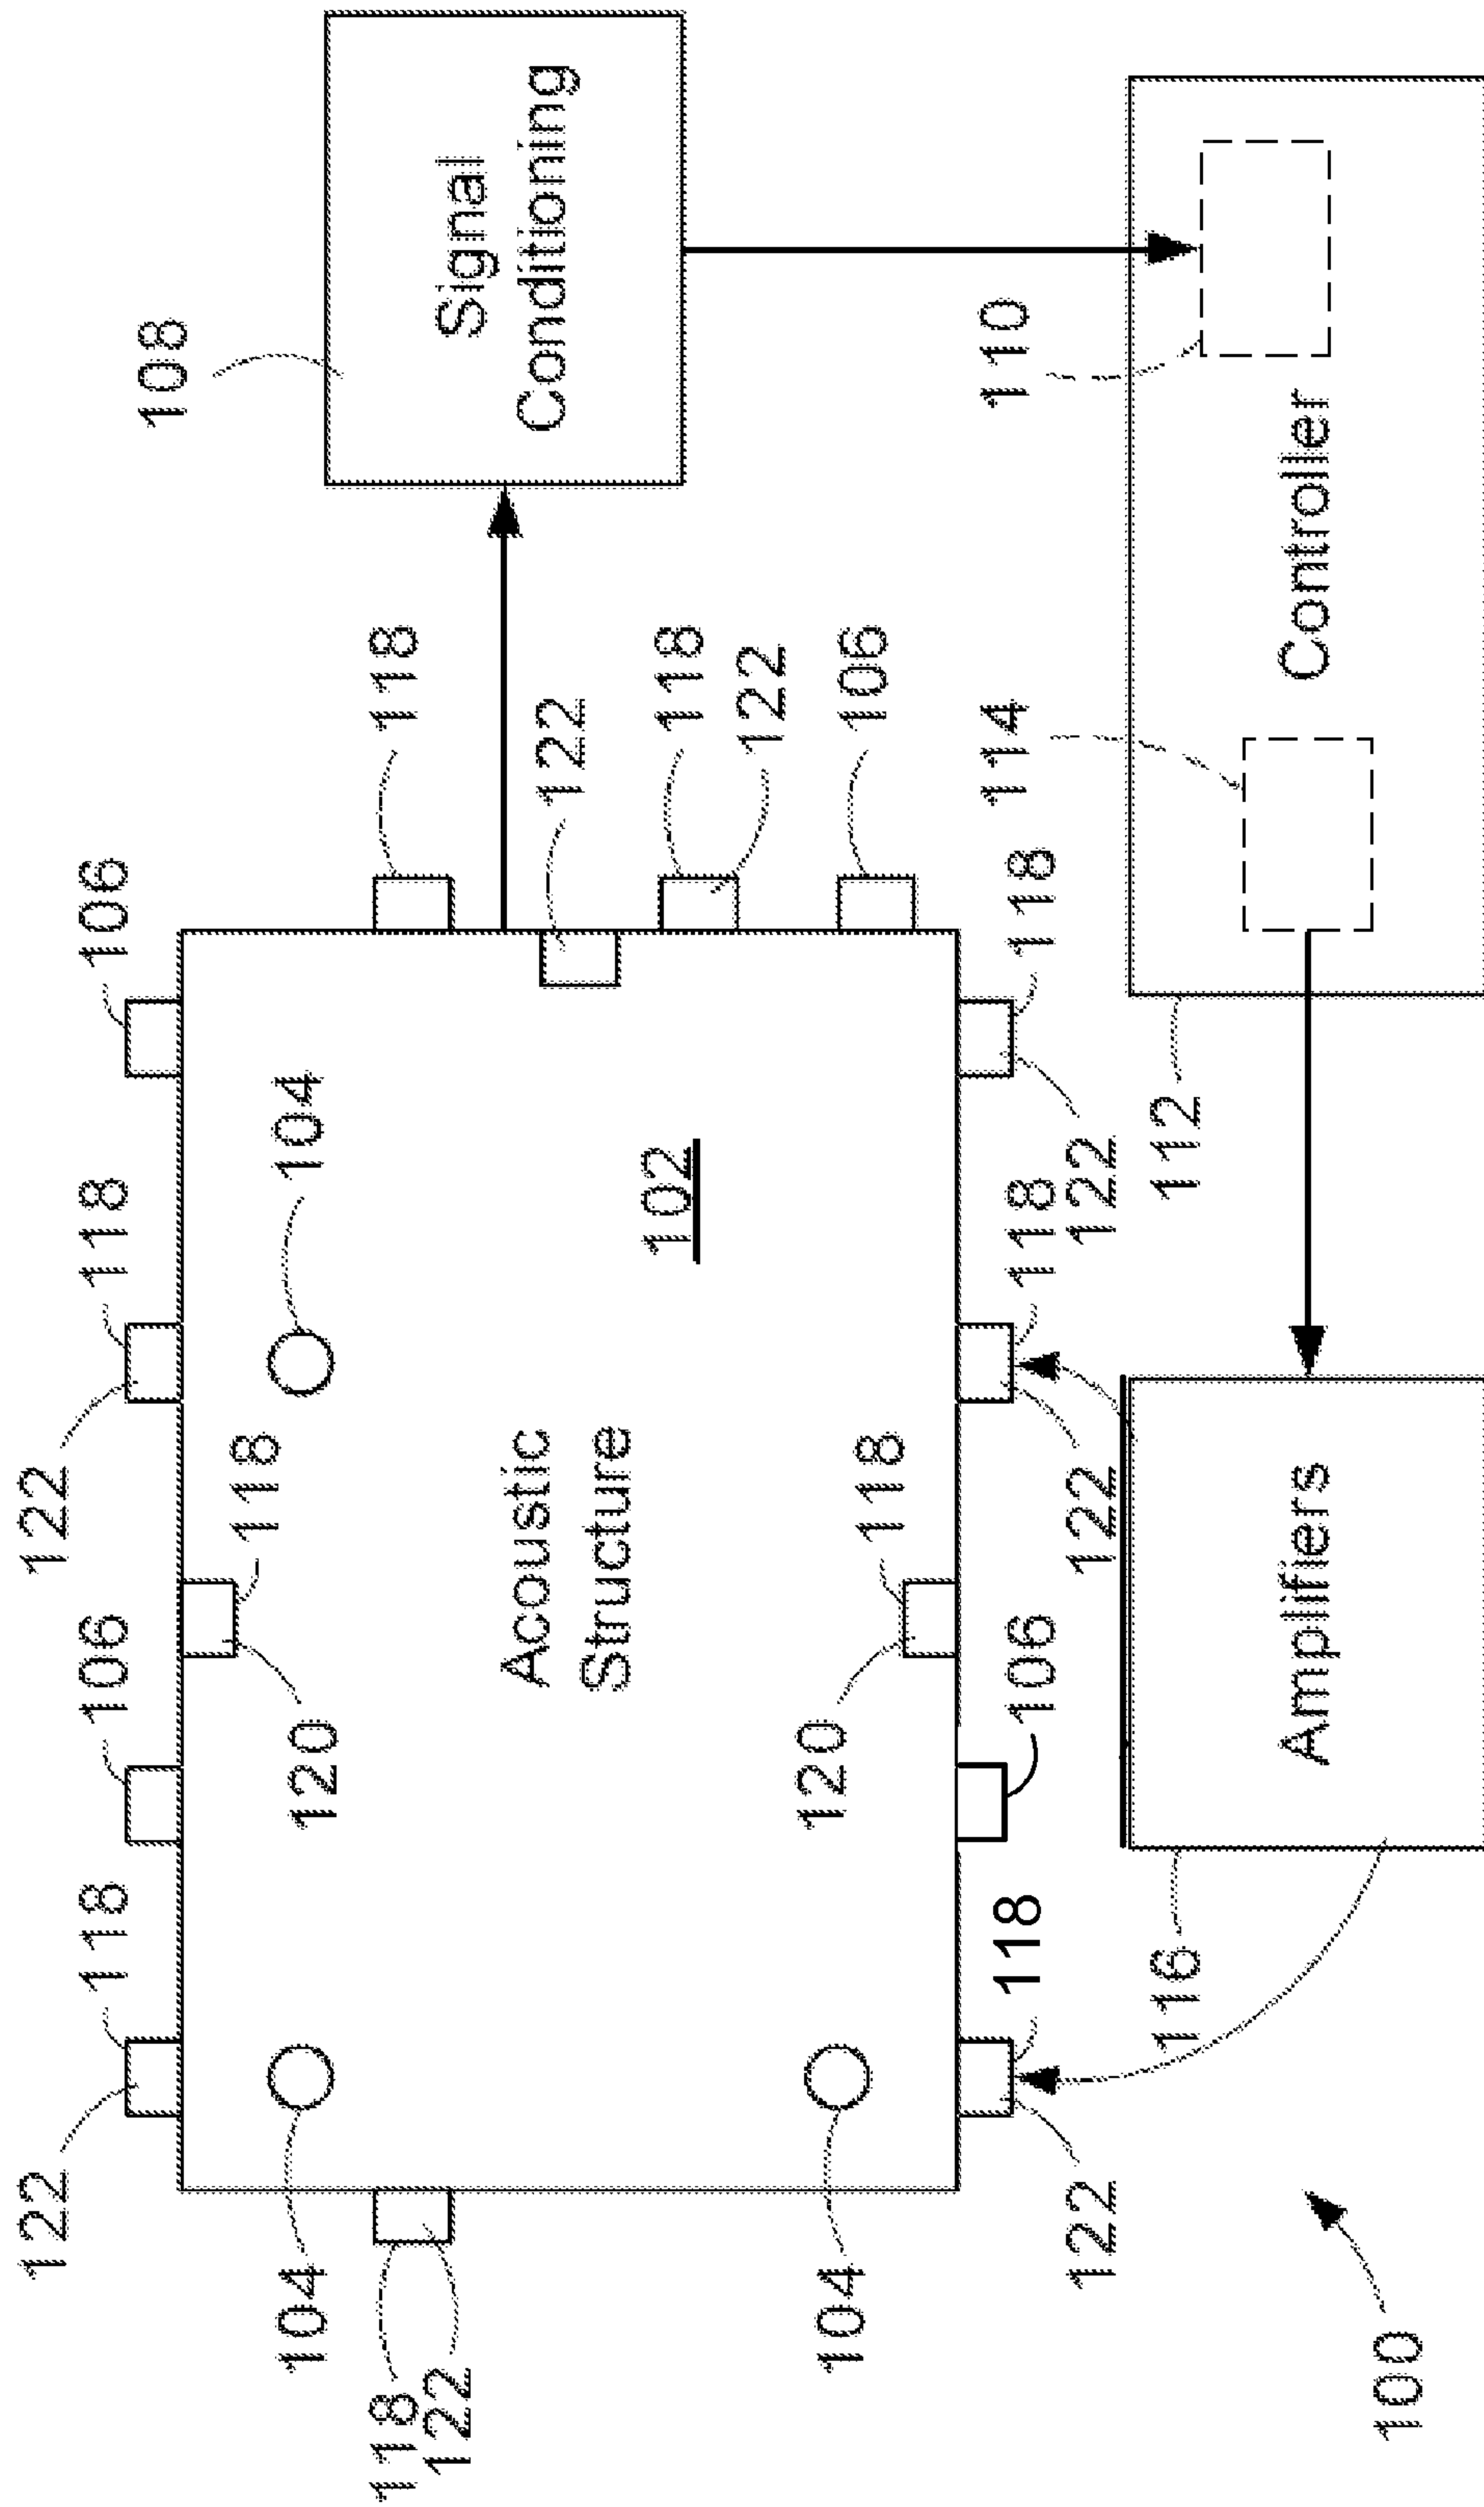 122 122
118 106 118 106
108
118
104 120 104
118 118
122 Signal
Acoustic 122 Conditioning
Structure
102 118
122
104 120 106
118
114 110
118 106 118 118
122 122 122
116 112
Amplifiers Controller
100